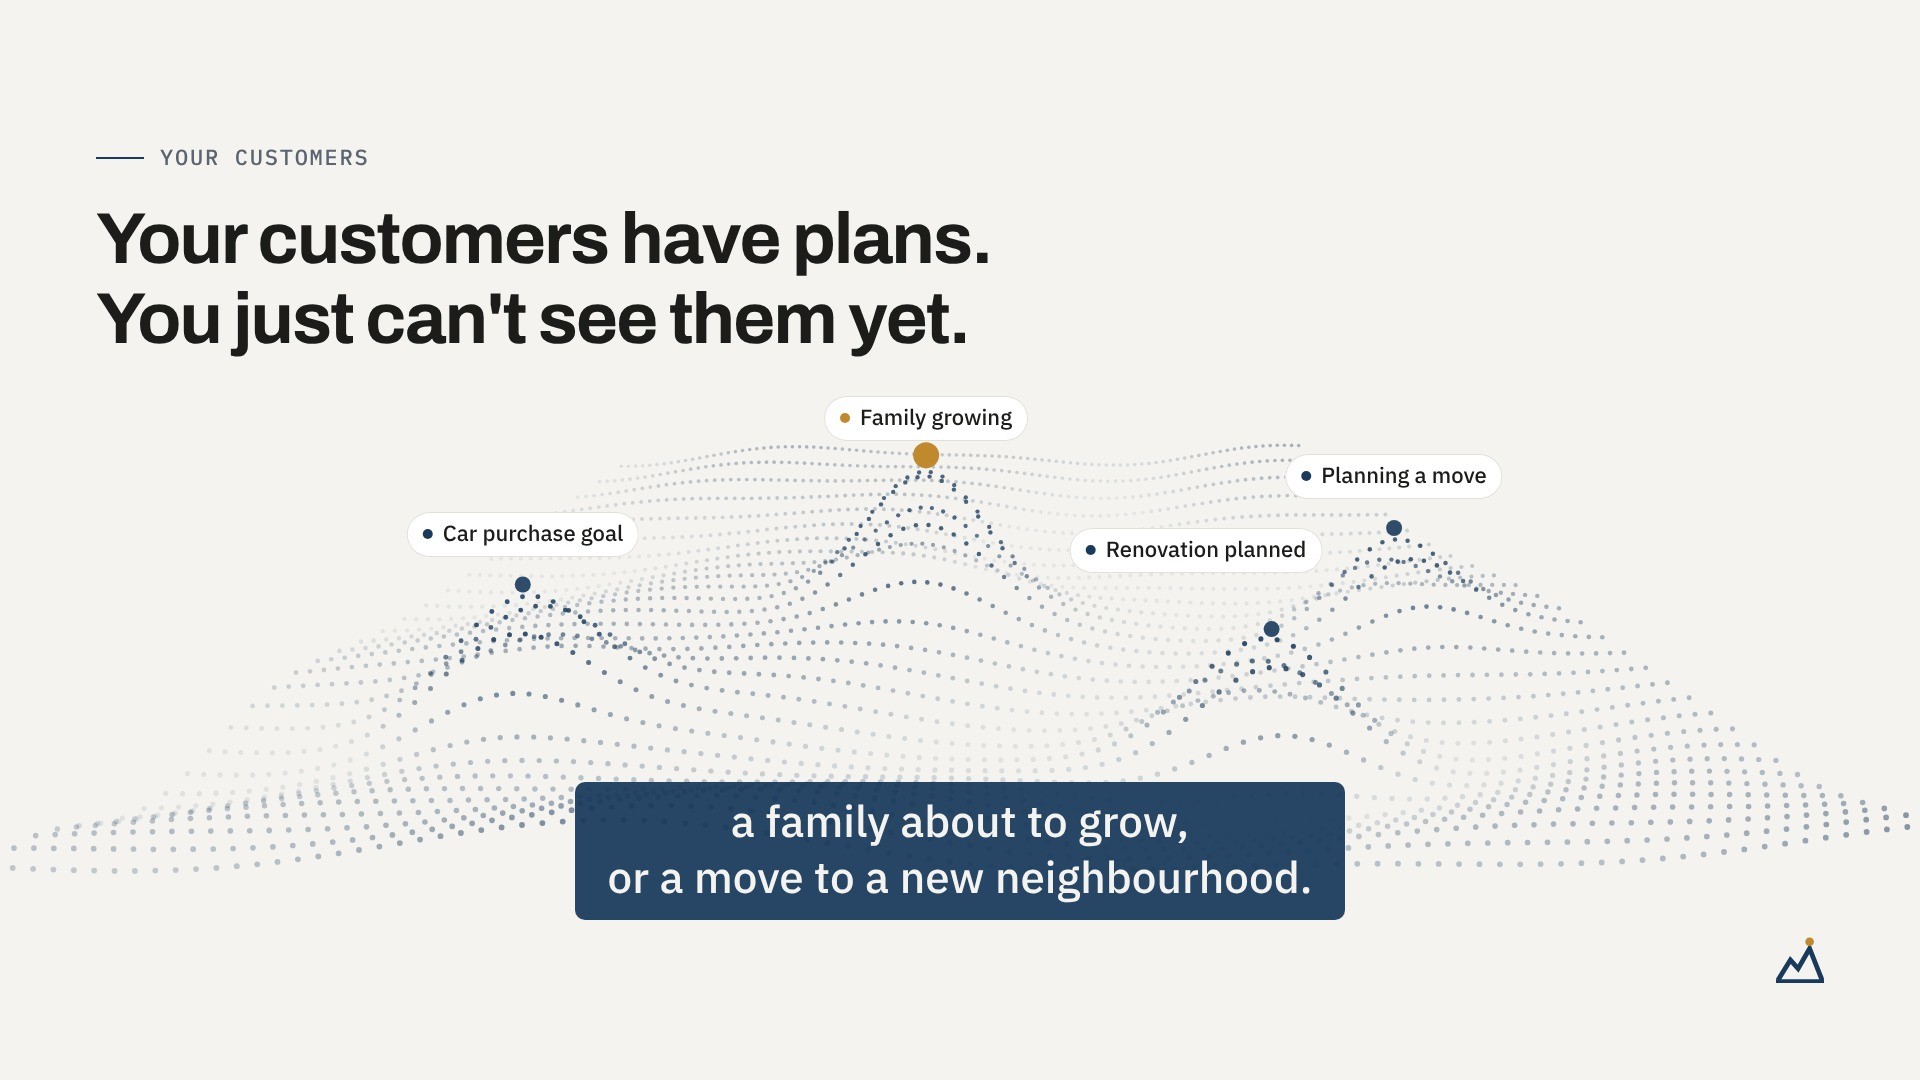 YOUR CUSTOMERS
Your customers have plans.
You just can't see them yet.
Family growing
Planning a move
Car purchase goal
Renovation planned
a family about to grow,
or a move to a new neighbourhood.